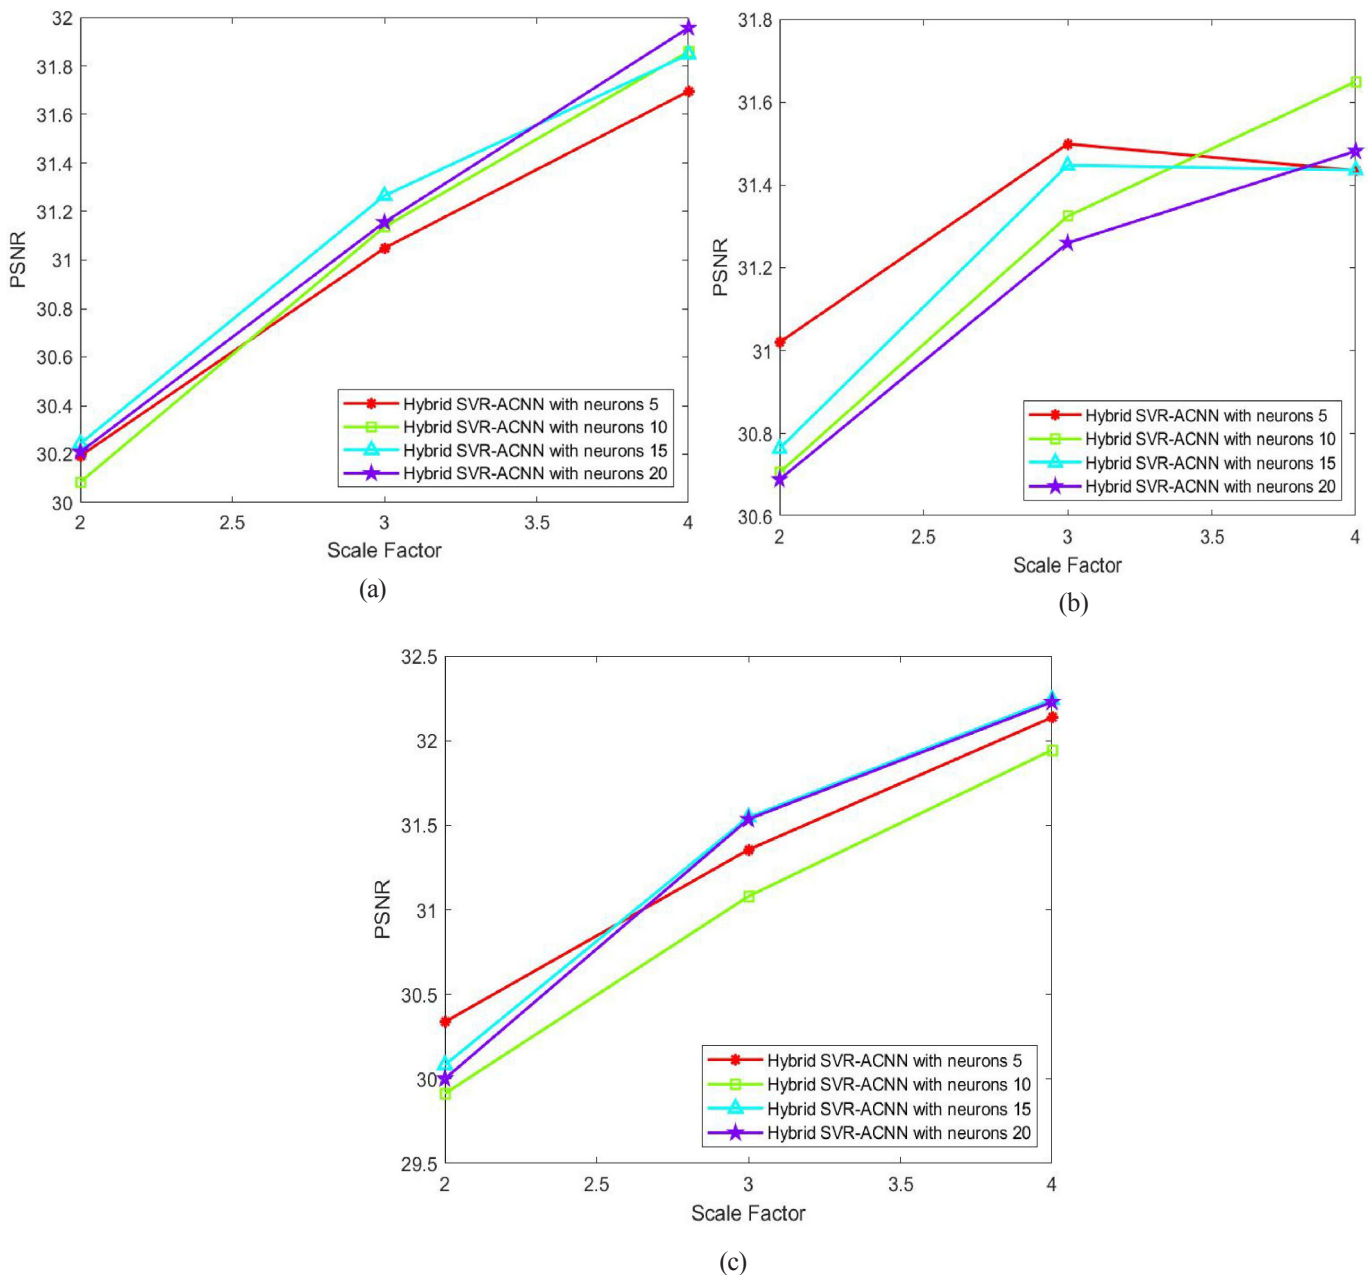 32
31.8
31.6
31.4
31.2
31
30.8
30.6
30.4
30.2
30
PSNR
2
2.5
3
3.5
4
Scale Factor
Hybrid SVR-ACNN with neurons 5
Hybrid SVR-ACNN with neurons 10
Hybrid SVR-ACNN with neurons 15
Hybrid SVR-ACNN with neurons 20
(a)
31.8
31.6
31.4
31.2
31
30.8
30.6
PSNR
2
2.5
3
3.5
4
Scale Factor
Hybrid SVR-ACNN with neurons 5
Hybrid SVR-ACNN with neurons 10
Hybrid SVR-ACNN with neurons 15
Hybrid SVR-ACNN with neurons 20
(b)
32.5
32
31.5
31
30.5
30
29.5
PSNR
2
2.5
3
3.5
4
Scale Factor
Hybrid SVR-ACNN with neurons 5
Hybrid SVR-ACNN with neurons 10
Hybrid SVR-ACNN with neurons 15
Hybrid SVR-ACNN with neurons 20
(c)